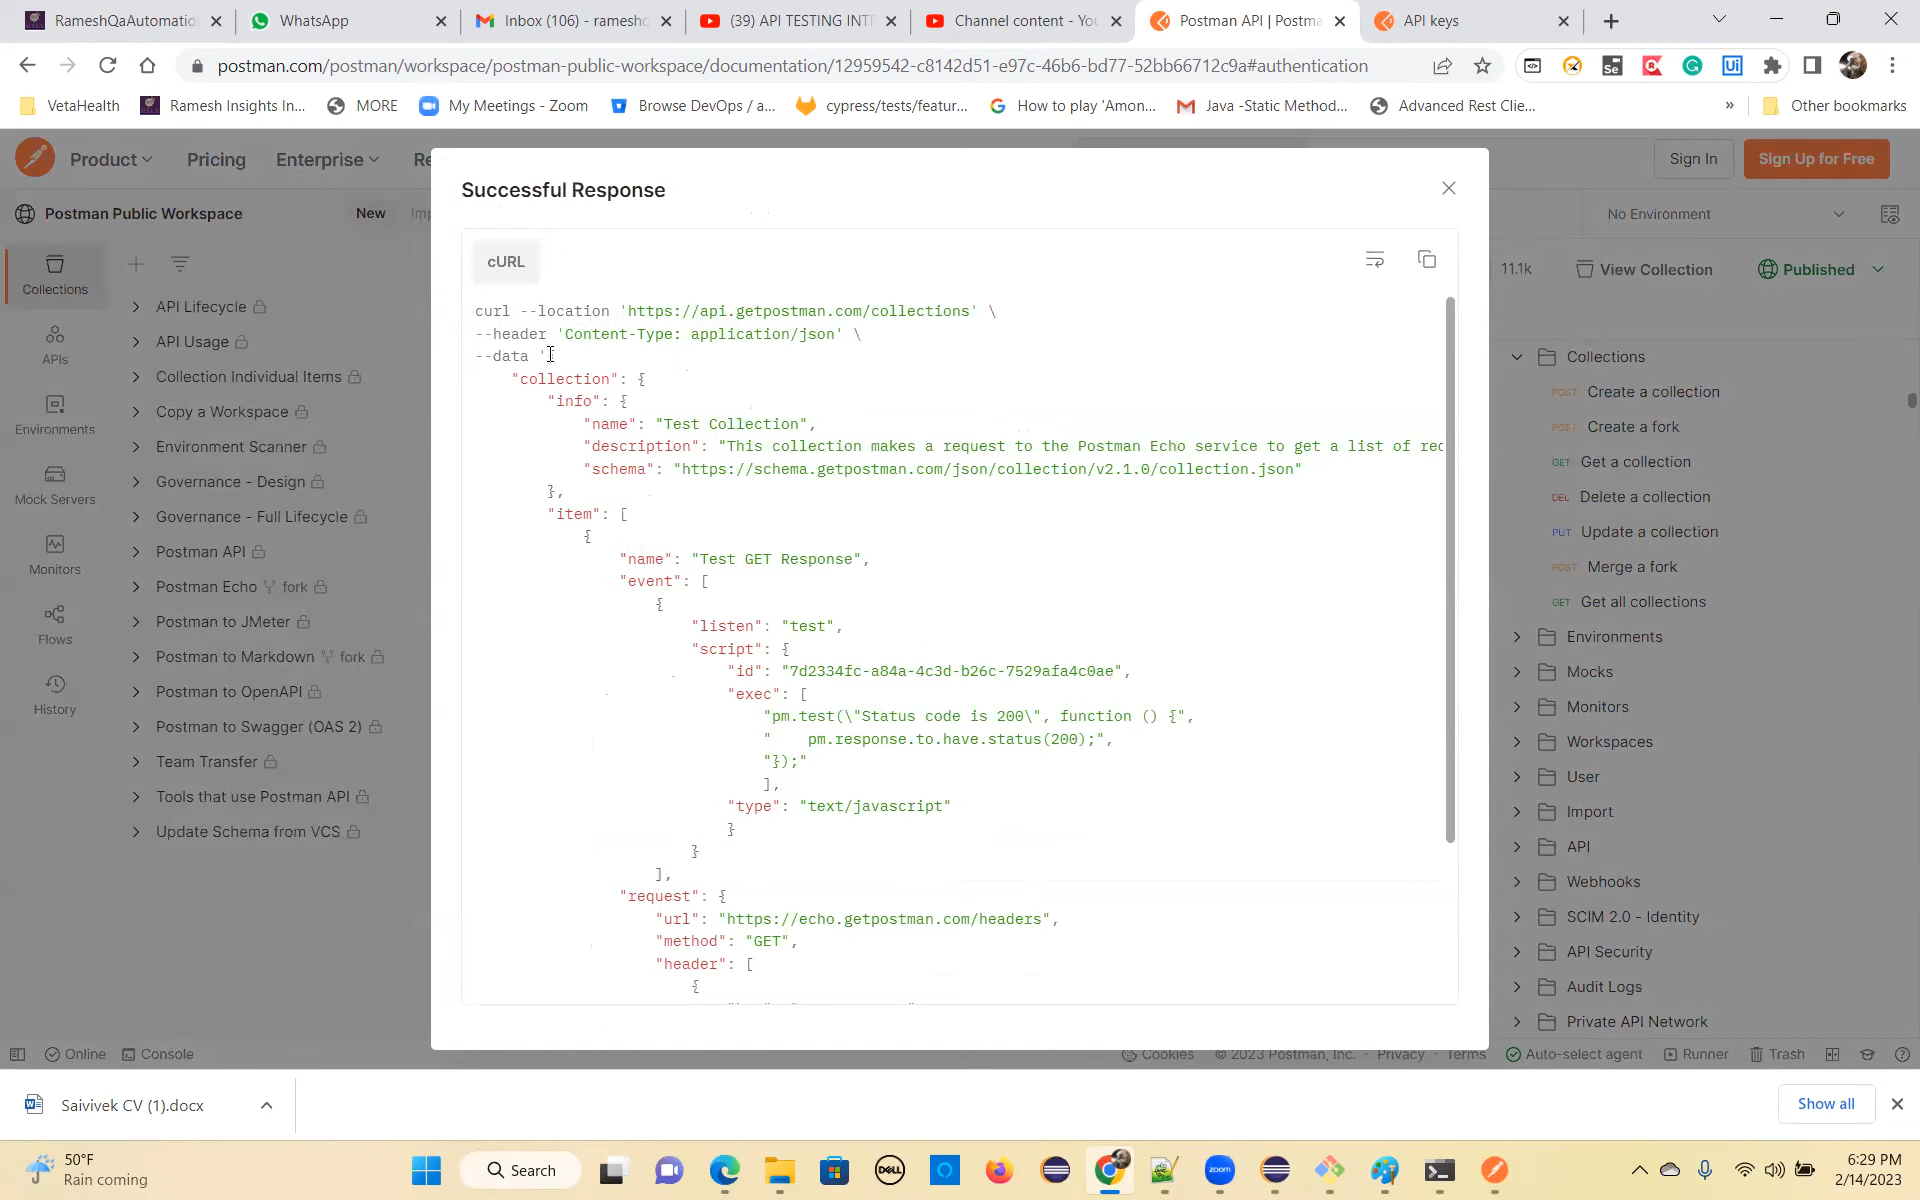 RameshQaAutomatio
WhatsApp
Inbox (106) - rameshq
(39) API TESTING INTR
Channel content - You
Postman API | Postma
API keys
postman.com/postman/workspace/postman-public-workspace/documentation/12959542-c8142d51-e97c-46b6-bd77-52bb66712c9a#authentication
VetaHealth
Ramesh Insights In...
MORE
My Meetings - Zoom
Browse DevOps / a...
cypress/tests/featur...
How to play 'Amon...
Java -Static Method...
Advanced Rest Clie...
»
Other bookmarks
Product
Pricing
Enterprise
Re
Sign In
Sign Up for Free
Postman Public Workspace
New
Imp
No Environment
Collections
APIs
Environments
Mock Servers
Monitors
Flows
History
API Lifecycle
API Usage
Collection Individual Items
Copy a Workspace
Environment Scanner
Governance - Design
Governance - Full Lifecycle
Postman API
Postman Echo fork
Postman to JMeter
Postman to Markdown fork
Postman to OpenAPI
Postman to Swagger (OAS 2)
Team Transfer
Tools that use Postman API
Update Schema from VCS
Successful Response
cURL
curl --location 'https://api.getpostman.com/collections' \
--header 'Content-Type: application/json' \
--data '
"collection": {
"info": {
"name": "Test Collection",
"description": "This collection makes a request to the Postman Echo service to get a list of rec
"schema": "https://schema.getpostman.com/json/collection/v2.1.0/collection.json"
},
"item": [
{
"name": "Test GET Response",
"event": [
{
"listen": "test",
"script": {
"id": "7d2334fc-a84a-4c3d-b26c-7529afa4c0ae",
"exec": [
"pm.test(\"Status code is 200\", function () {",
"    pm.response.to.have.status(200);",
"});"
],
"type": "text/javascript"
}
}
],
"request": {
"url": "https://echo.getpostman.com/headers",
"method": "GET",
"header": [
{
11.1k
View Collection
Published
Collections
POST Create a collection
POST Create a fork
GET Get a collection
DEL Delete a collection
PUT Update a collection
POST Merge a fork
GET Get all collections
Environments
Mocks
Monitors
Workspaces
User
Import
API
Webhooks
SCIM 2.0 - Identity
API Security
Audit Logs
Private API Network
Online
Console
Cookies
© 2023 Postman, Inc.
Privacy
Terms
Auto-select agent
Runner
Trash
Saivivek CV (1).docx
Show all
50°F
Rain coming
Search
DELL
zoom
6:29 PM
2/14/2023